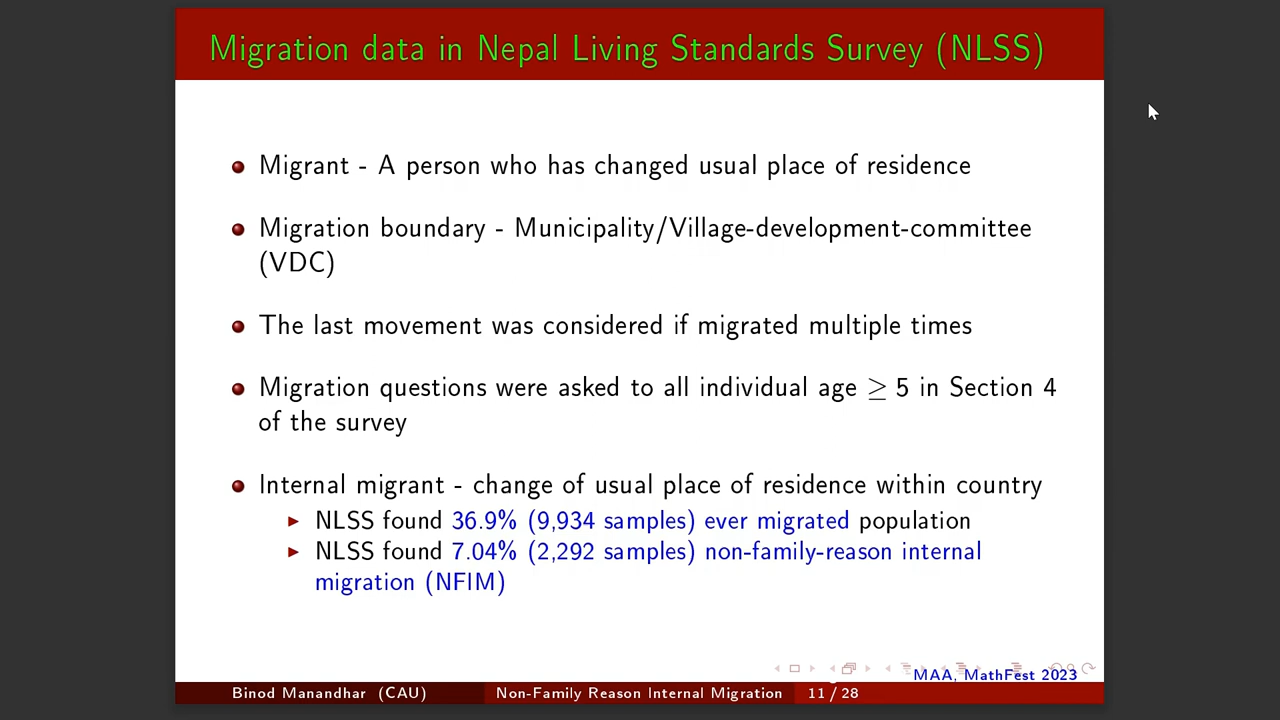 Migration data in Nepal Living Standards Survey (NLSS)
Migrant - A person who has changed usual place of residence
Migration boundary - Municipality/Village-development-committee
(VDC)
The last movement was considered if migrated multiple times
Migration questions were asked to all individual age ≥ 5 in Section 4
of the survey
Internal migrant - change of usual place of residence within country
NLSS found 36.9% (9,934 samples) ever migrated population
NLSS found 7.04% (2,292 samples) non-family-reason internal
migration (NFIM)
MAA, MathFest 2023
Binod Manandhar (CAU) Non-Family Reason Internal Migration 11 / 28